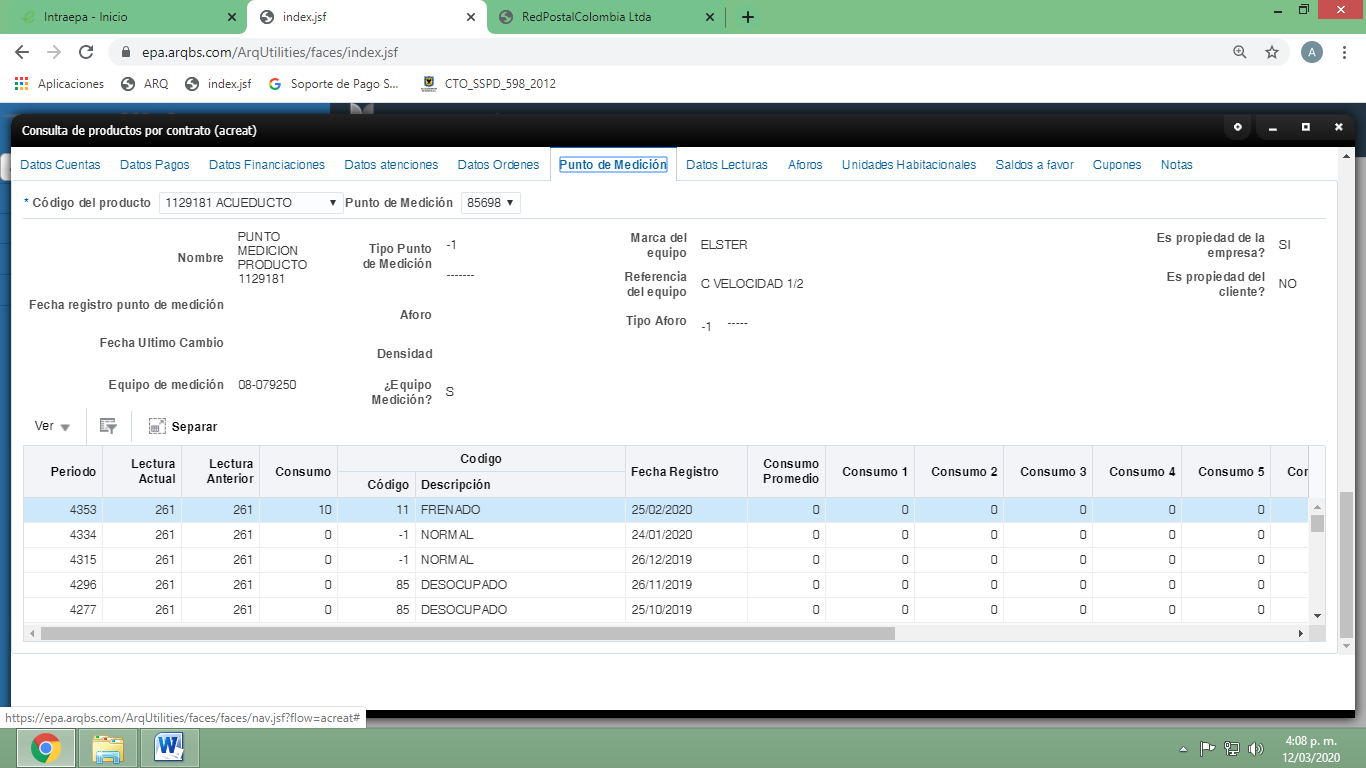 Intraepa - Inicio
index.jsf
RedPostalColombia Ltda
epa.arqbs.com/ArqUtilities/faces/index.jsf
A
Aplicaciones
ARQ
index.jsf
Soporte de Pago S...
CTO_SSPD_598_2012
Consulta de productos por contrato (acreat)
Datos Cuentas
Datos Pagos
Datos Financiaciones
Datos atenciones
Datos Ordenes
Punto de Medición
Datos Lecturas
Aforos
Unidades Habitacionales
Saldos a favor
Cupones
Notas
* Código del producto 1129181 ACUEDUCTO
Punto de Medición 85698
Nombre
PUNTO
MEDICION
PRODUCTO
1129181
Fecha registro punto de medición
Fecha Ultimo Cambio
Equipo de medición 08-079250
Tipo Punto
de Medición
-1
-------
Aforo
Densidad
¿Equipo
Medición?
S
Marca del
equipo
ELSTER
Referencia
del equipo
C VELOCIDAD 1/2
Tipo Aforo
-1 -----
Es propiedad de la
empresa?
SI
Es propiedad del
cliente?
NO
Ver
Separar
Periodo
Lectura
Actual
Lectura
Anterior
Consumo
Codigo
Código
Descripción
Fecha Registro
Consumo
Promedio
Consumo 1
Consumo 2
Consumo 3
Consumo 4
Consumo 5
Cor
4353 261 261 10 11 FRENADO 25/02/2020 0 0 0 0 0 0
4334 261 261 0 -1 NORMAL 24/01/2020 0 0 0 0 0 0
4315 261 261 0 -1 NORMAL 26/12/2019 0 0 0 0 0 0
4296 261 261 0 85 DESOCUPADO 26/11/2019 0 0 0 0 0 0
4277 261 261 0 85 DESOCUPADO 25/10/2019 0 0 0 0 0 0
https://epa.arqbs.com/ArqUtilities/faces/faces/nav.jsf?flow=acreat#
4:08 p. m.
12/03/2020